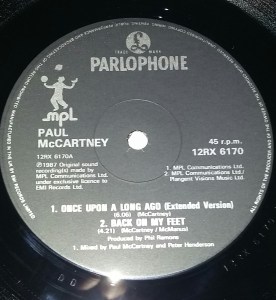 TRADE MARK
PARLOPHONE
mpl
PAUL
McCARTNEY
12RX 6170A
℗1987 Original sound
recording(s) made by
MPL Communications Ltd.
under exclusive licence to
EMI Records Ltd.
45 r.p.m.
12RX 6170
1. MPL Communications Ltd.
2. MPL Communications Ltd./
Plangent Visions Music Ltd.
1. ONCE UPON A LONG AGO (Extended Version)
(6.06) (McCartney)
2. BACK ON MY FEET
(4.21) (McCartney / McManus)
Produced by Phil Ramone
1. Mixed by Paul McCartney and Peter Henderson